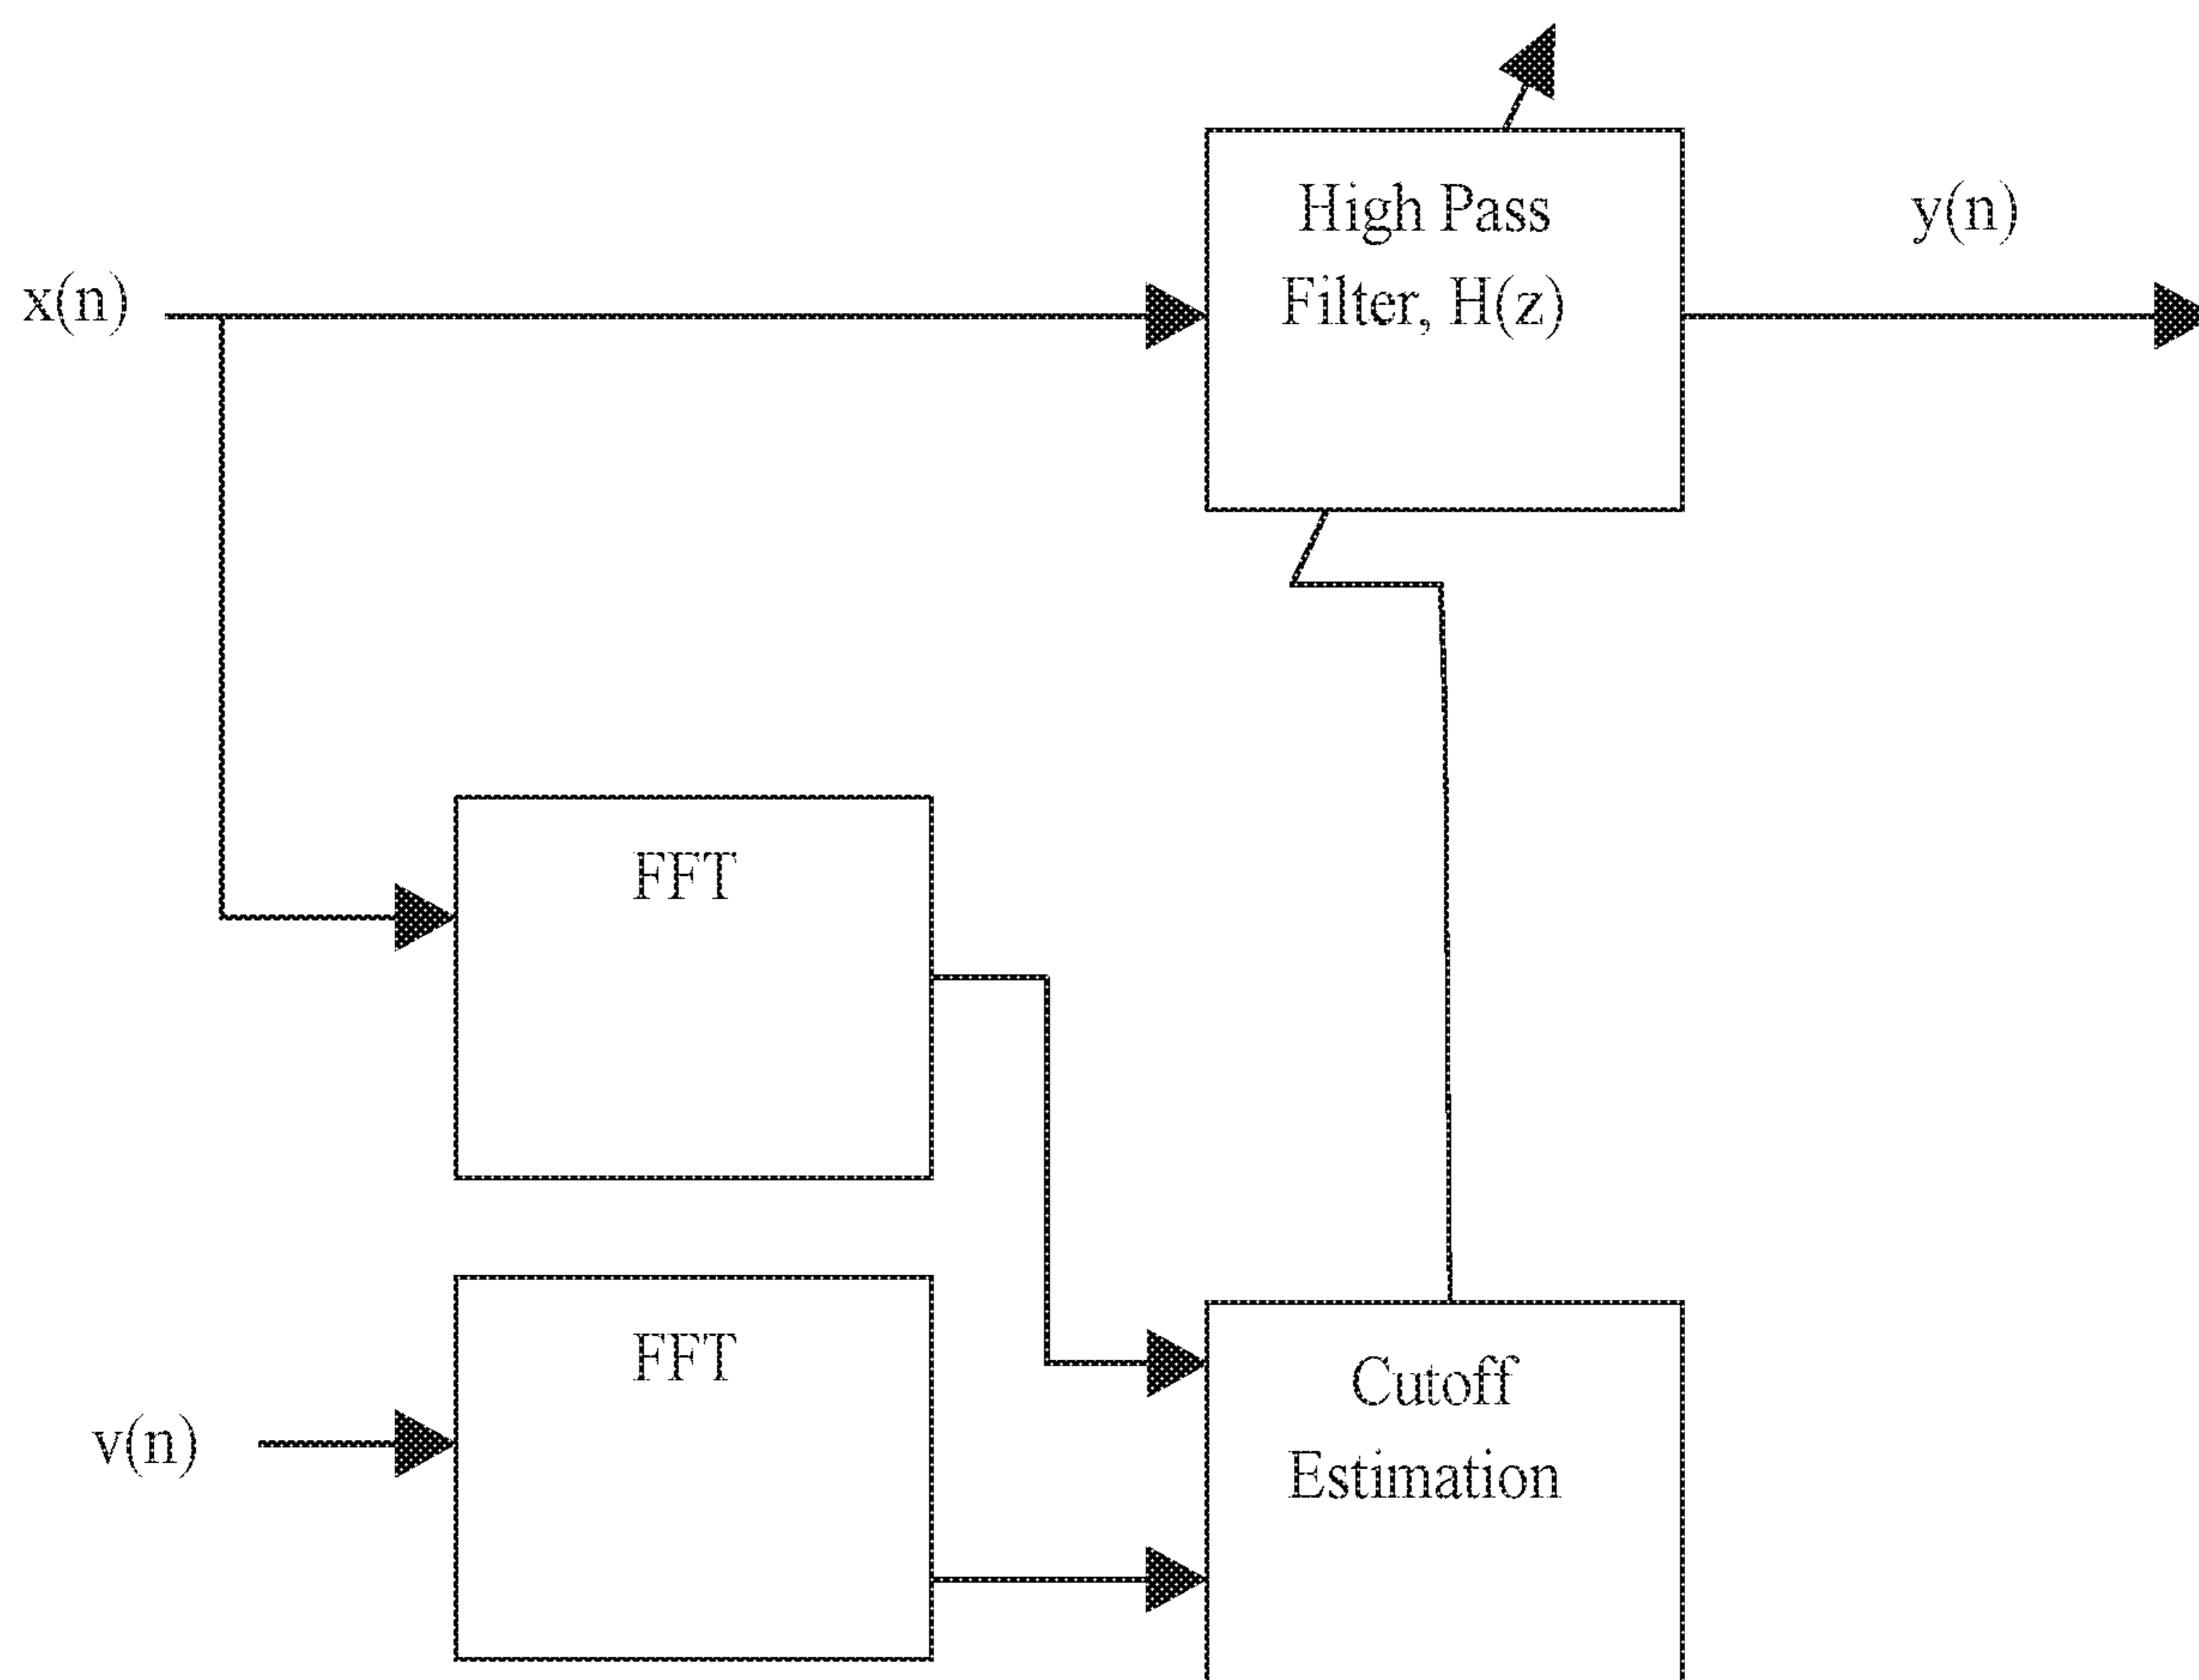 High Pass
Filter, H(z)
y(n)
x(n)
FFT
FFT
v(n)
Cutoff
Estimation